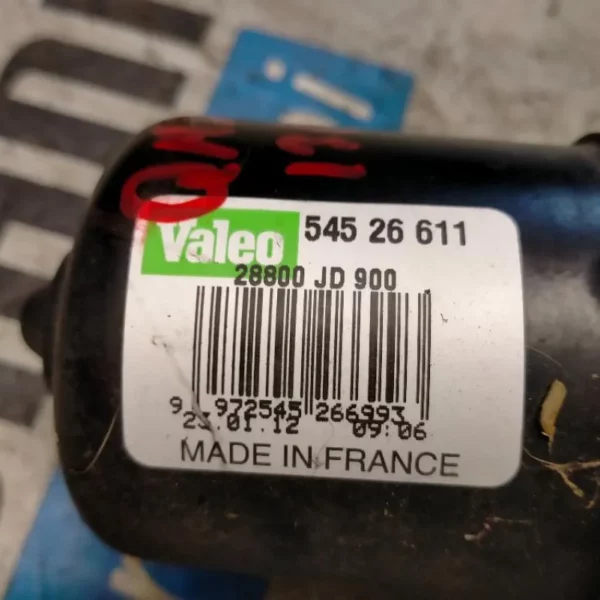 Valeo 545 26 611
28800 JD 900
9 972545 266993
23.01.12 09:06
MADE IN FRANCE